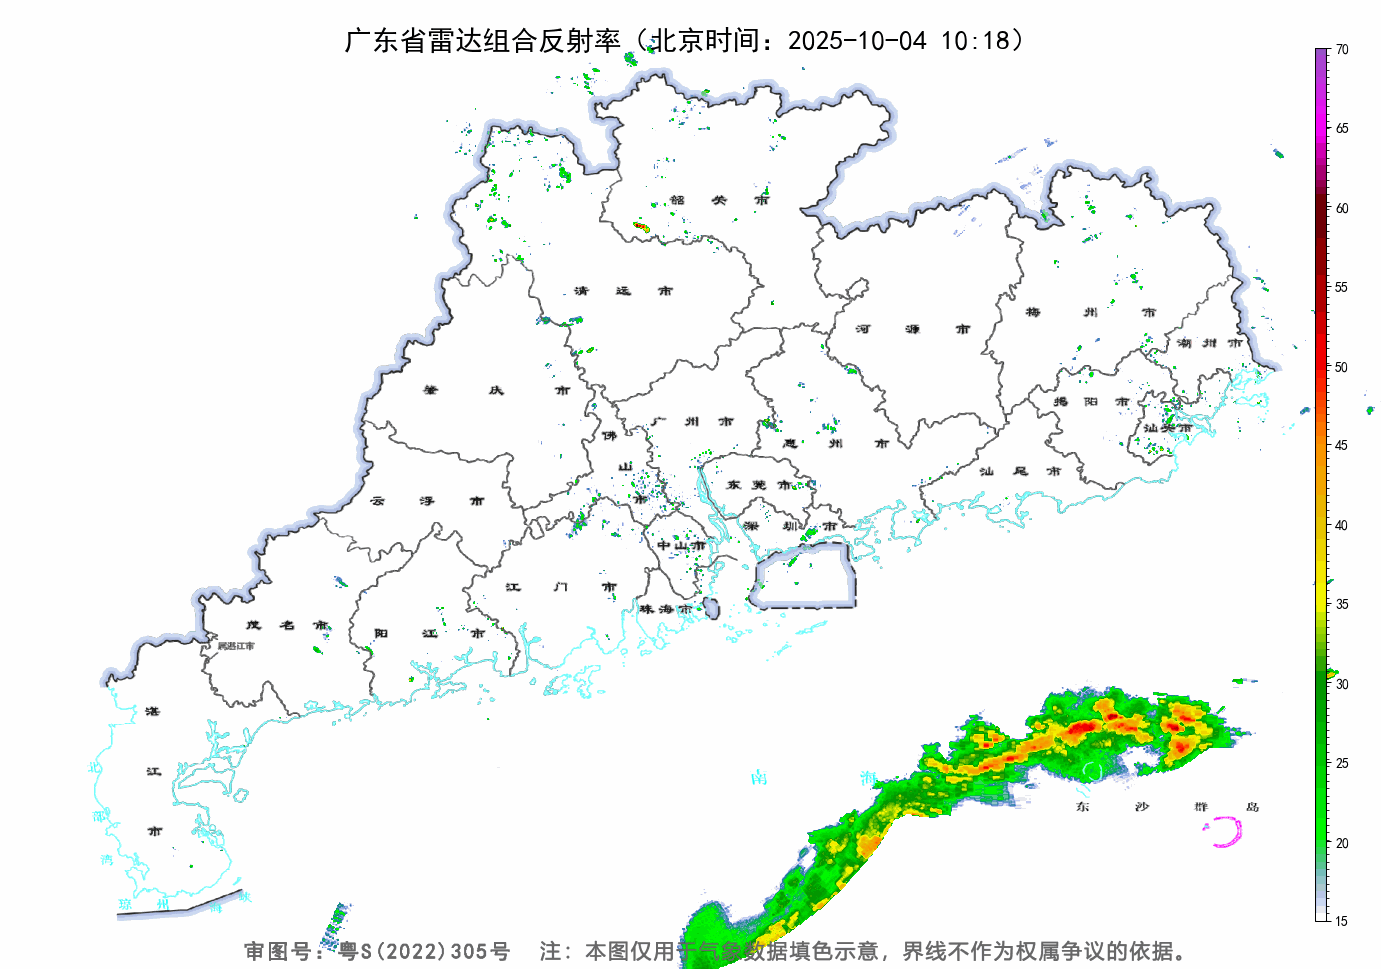 广东省雷达组合反射率（北京时间：2025-10-04 10:18）
70
65
60
55
50
45
40
35
30
25
20
15
韶关市
清远市
河源市
梅州市
潮州市
肇庆市
广州市
佛山市
惠州市
揭阳市
汕头市
汕尾市
东莞市
云浮市
深圳市
中山市
江门市
珠海市
茂名市
阳江市
属湛江市
湛江市
北部湾
琼州海峡
南海
东沙群岛
审图号：粤S(2022)305号 注：本图仅用于气象数据填色示意，界线不作为权属争议的依据。